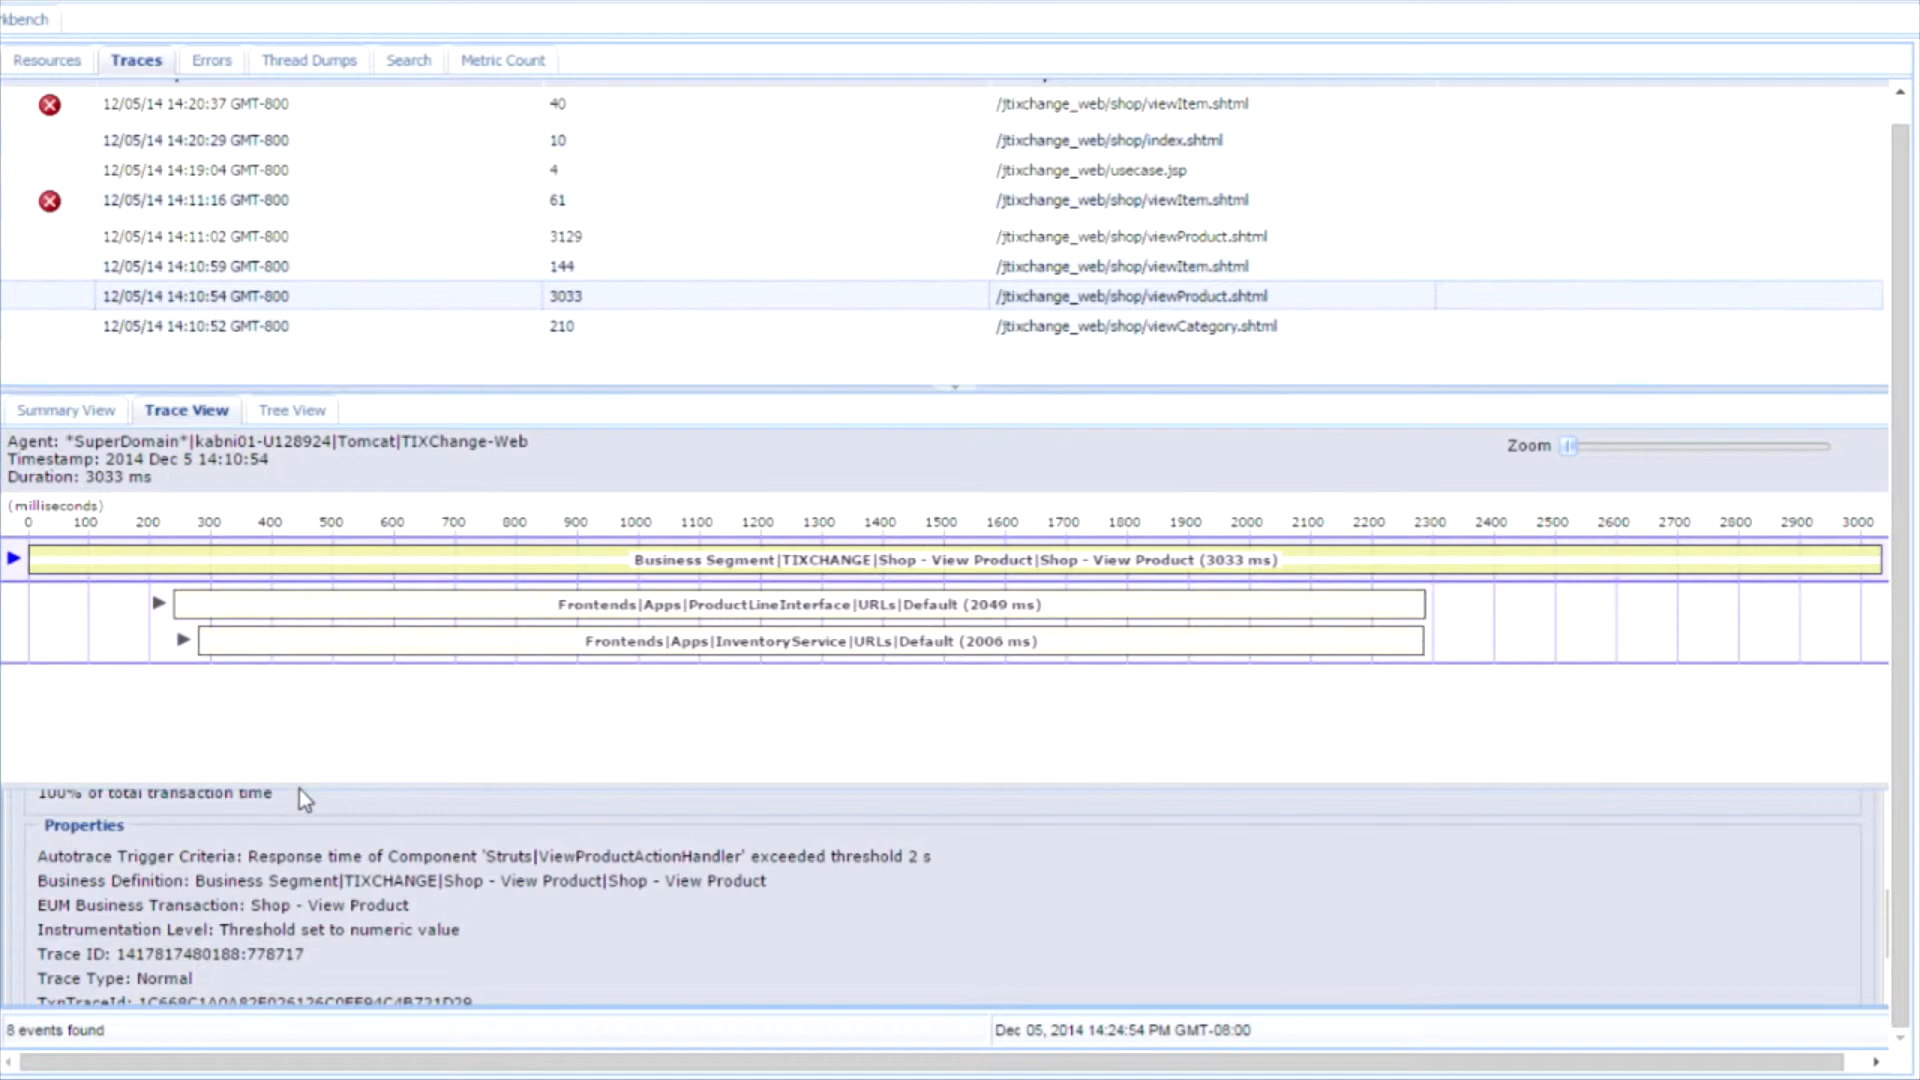 rkbench
Resources Traces Errors Thread Dumps Search Metric Count
12/05/14 14:20:37 GMT-800 40 /jtixchange_web/shop/viewItem.shtml
12/05/14 14:20:29 GMT-800 10 /jtixchange_web/shop/index.shtml
12/05/14 14:19:04 GMT-800 4 /jtixchange_web/usecase.jsp
12/05/14 14:11:16 GMT-800 61 /jtixchange_web/shop/viewItem.shtml
12/05/14 14:11:02 GMT-800 3129 /jtixchange_web/shop/viewProduct.shtml
12/05/14 14:10:59 GMT-800 144 /jtixchange_web/shop/viewItem.shtml
12/05/14 14:10:54 GMT-800 3033 /jtixchange_web/shop/viewProduct.shtml
12/05/14 14:10:52 GMT-800 210 /jtixchange_web/shop/viewCategory.shtml
Summary View Trace View Tree View
Agent: *SuperDomain*|kabni01-U128924|Tomcat|TIXChange-Web
Zoom
Timestamp: 2014 Dec 5 14:10:54
Duration: 3033 ms
(milliseconds)
0 100 200 300 400 500 600 700 800 900 1000 1100 1200 1300 1400 1500 1600 1700 1800 1900 2000 2100 2200 2300 2400 2500 2600 2700 2800 2900 3000
Business Segment|TIXCHANGE|Shop - View Product|Shop - View Product (3033 ms)
Frontends|Apps|ProductLineInterface|URLs|Default (2049 ms)
Frontends|Apps|InventoryService|URLs|Default (2006 ms)
100% of total transaction time
Properties
Autotrace Trigger Criteria: Response time of Component 'Struts|ViewProductActionHandler' exceeded threshold 2 s
Business Definition: Business Segment|TIXCHANGE|Shop - View Product|Shop - View Product
EUM Business Transaction: Shop - View Product
Instrumentation Level: Threshold set to numeric value
Trace ID: 1417817480188:778717
Trace Type: Normal
TxnTraceId:
8 events found Dec 05, 2014 14:24:54 PM GMT-08:00